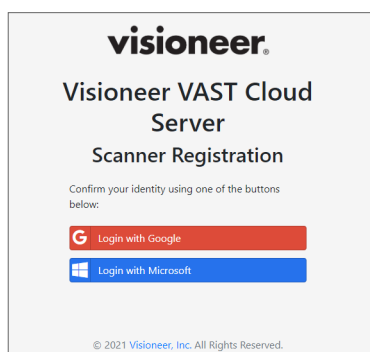 visioneer®
Visioneer VAST Cloud
Server
Scanner Registration
Confirm your identity using one of the buttons
below:
G Login with Google
Login with Microsoft
© 2021 Visioneer, Inc. All Rights Reserved.